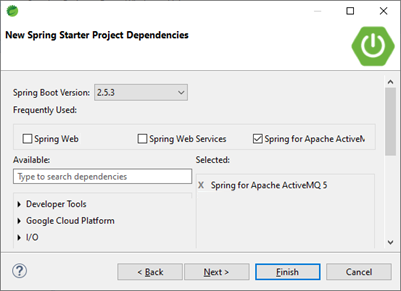 New Spring Starter Project Dependencies
Spring Boot Version: 2.5.3
Frequently Used:
Spring Web Spring Web Services Spring for Apache ActiveM
Available: Selected:
Type to search dependencies
X Spring for Apache ActiveMQ 5
Developer Tools
Google Cloud Platform
I/O
? < Back Next > Finish Cancel